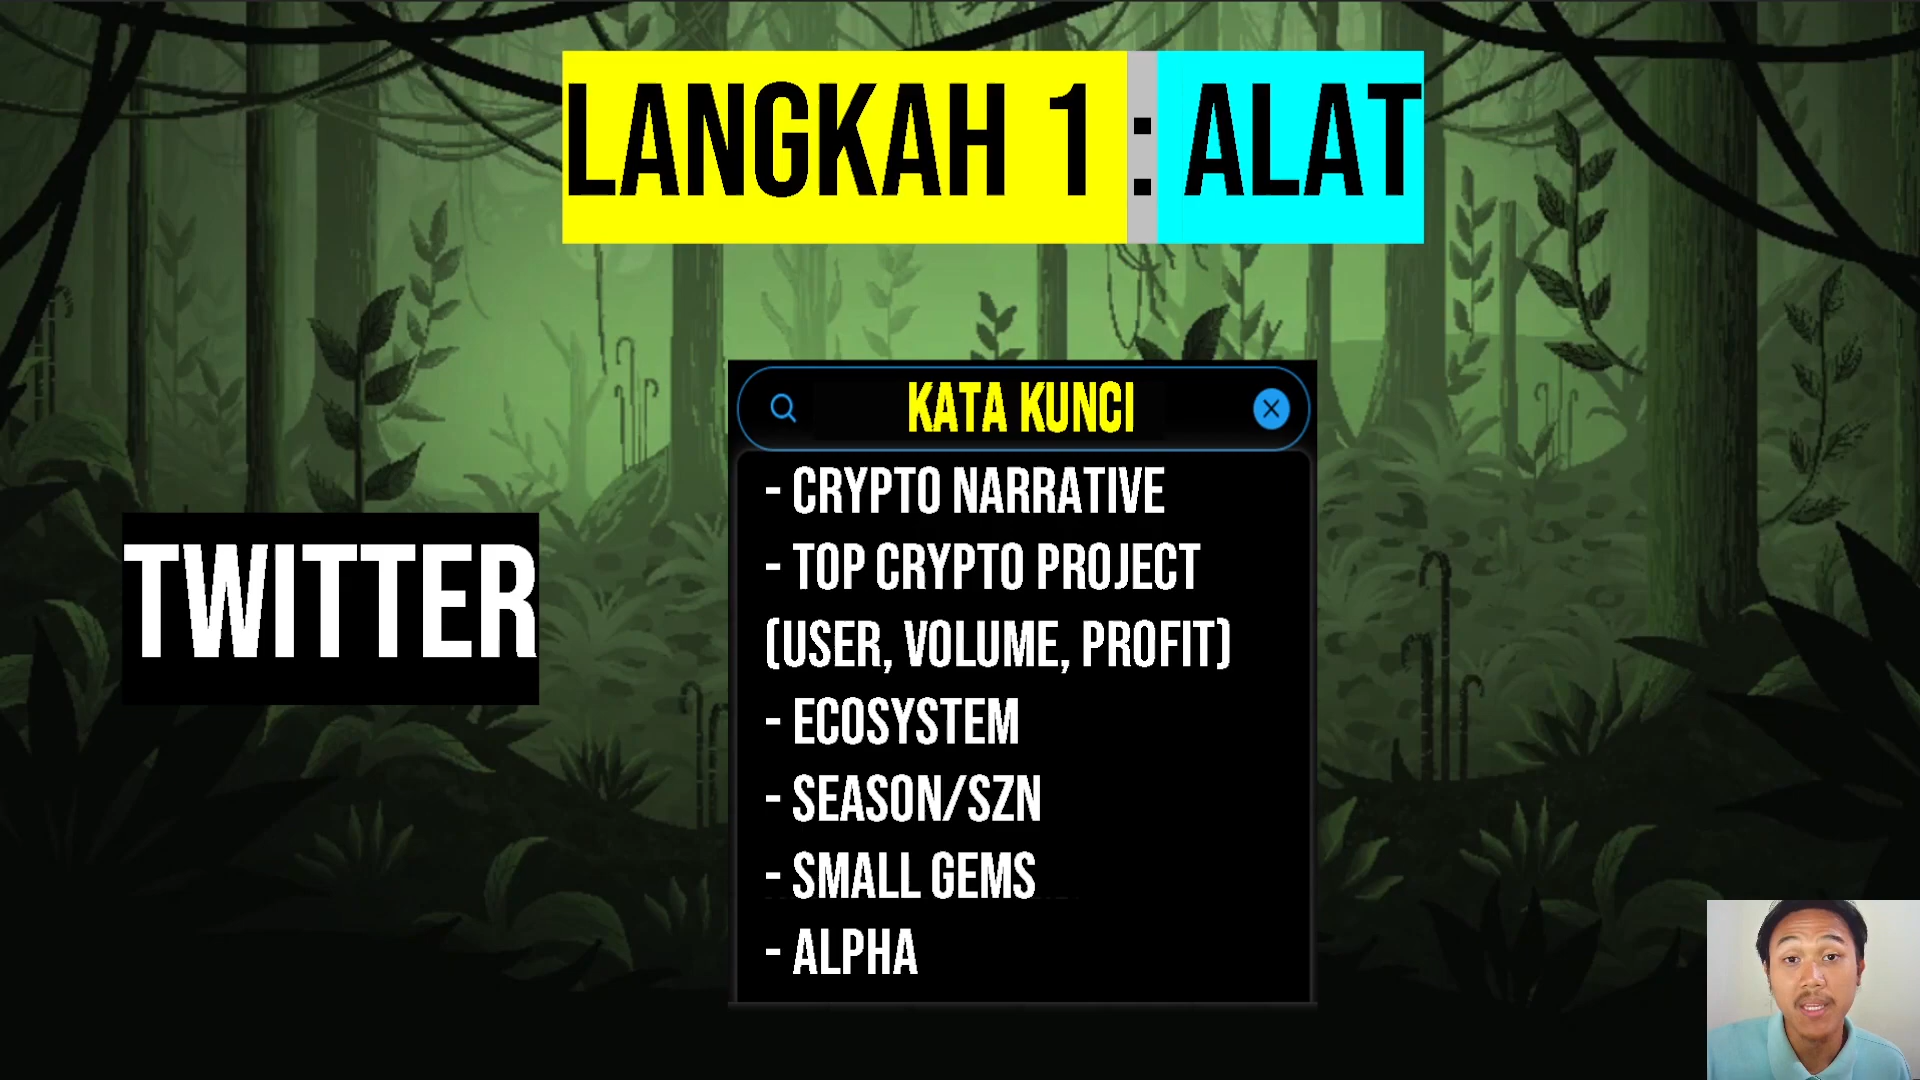 LANGKAH 1 : ALAT
TWITTER
KATA KUNCI
- CRYPTO NARRATIVE
- TOP CRYPTO PROJECT
(USER, VOLUME, PROFIT)
- ECOSYSTEM
- SEASON/SZN
- SMALL GEMS
- ALPHA